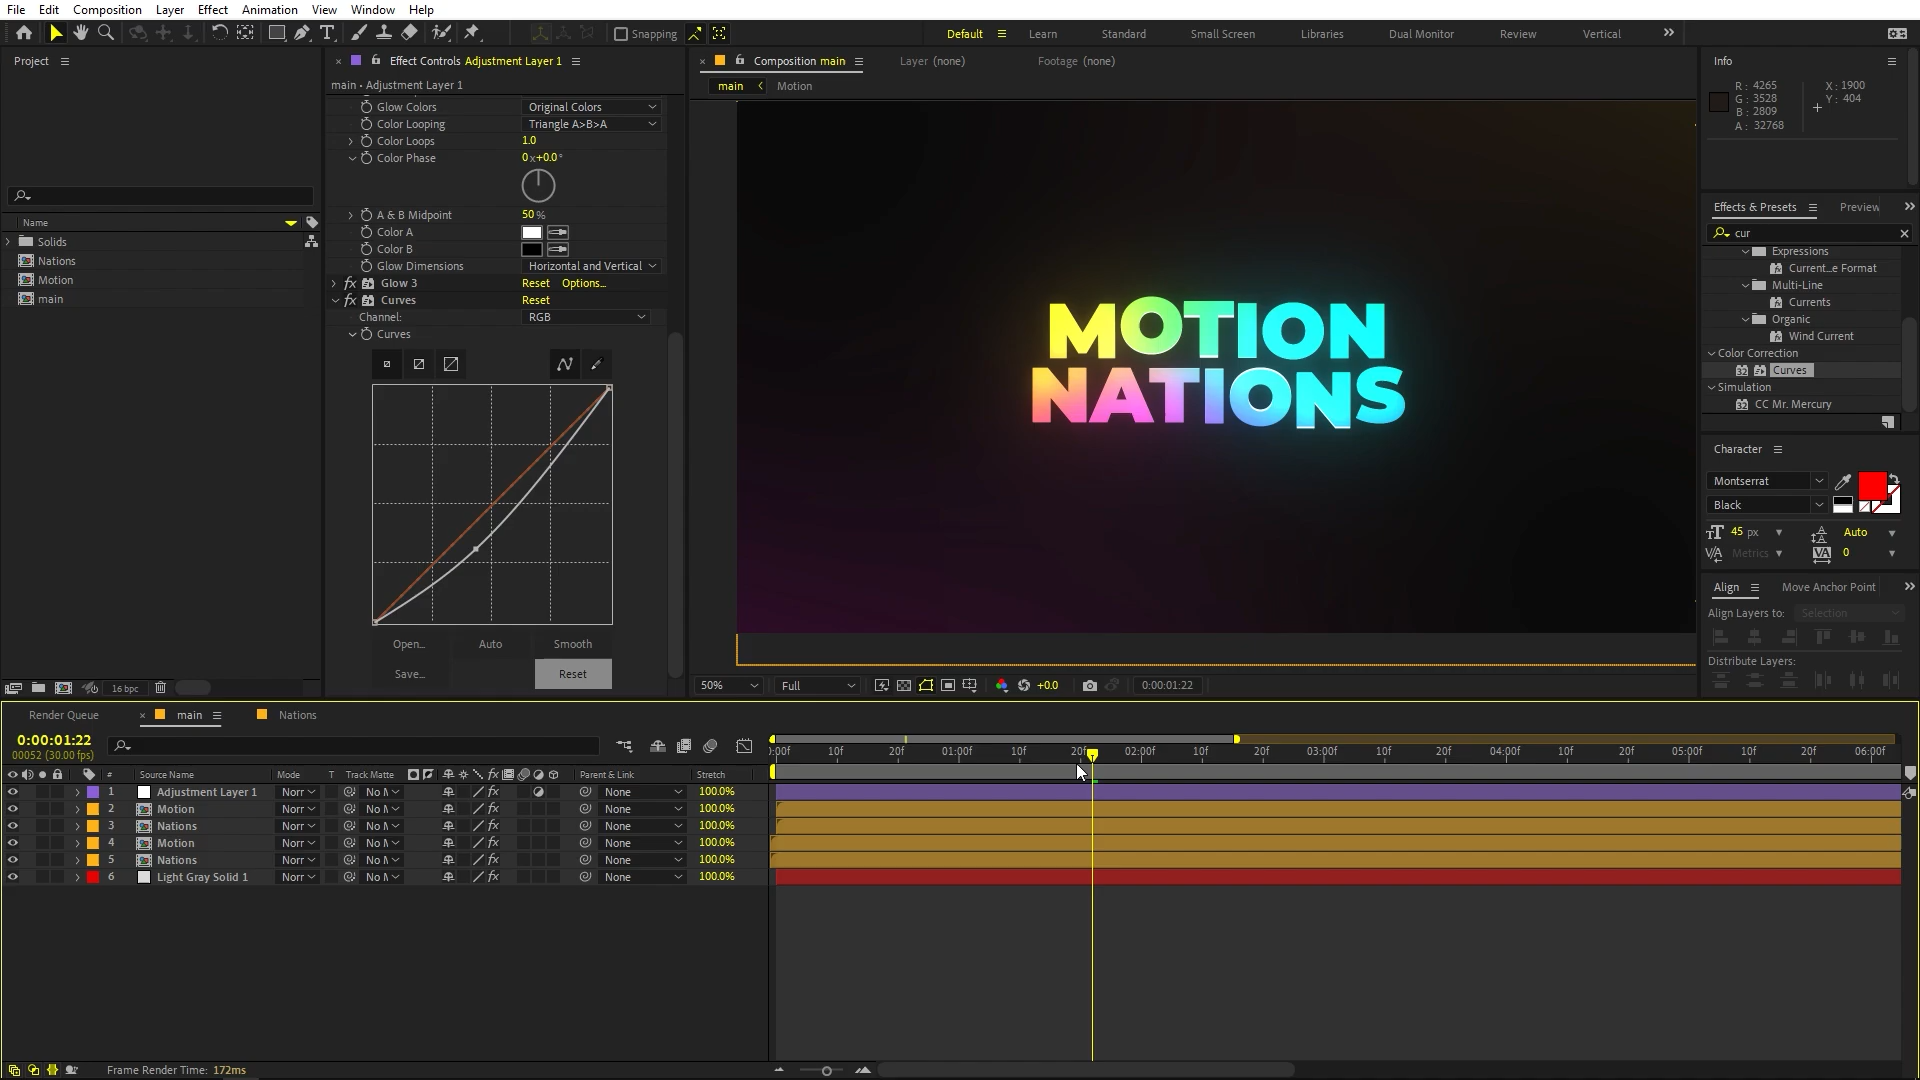 File Edit Composition Layer Effect Animation View Window Help
Snapping Default Learn Standard Small Screen Libraries Dual Monitor Review Vertical
Project
Name
Solids
Nations
Motion
main
16 bpc
Effect Controls Adjustment Layer 1
main • Adjustment Layer 1
Glow Colors Original Colors
Color Looping Triangle A>B>A
Color Loops 1.0
Color Phase 0x+0.0°
A & B Midpoint 50 %
Color A
Color B
Glow Dimensions Horizontal and Vertical
fx Glow 3 Reset Options...
fx Curves Reset
Channel: RGB
Curves
Open... Auto Smooth
Save... Reset
Composition main Layer (none) Footage (none)
main Motion
MOTION
NATIONS
50% Full +0.0 0:00:01:22
Info
R : 4265 X : 1900
G : 3528 Y : 404
B : 2809
A : 32768
Effects & Presets Preview
cur
Expressions
Current...e Format
Multi-Line
Currents
Organic
Wind Current
Color Correction
32 Curves
Simulation
32 CC Mr. Mercury
Character
Montserrat
Black
45 px Auto
Metrics 0
Align Move Anchor Point
Align Layers to: Selection
Distribute Layers:
Render Queue main Nations
0:00:01:22
00052 (30.00 fps)
:00f 10f 20f 01:00f 10f 20f 02:00f 10f 20f 03:00f 10f 20f 04:00f 10f 20f 05:00f 10f 20f 06:00f
# Source Name Mode T Track Matte Parent & Link Stretch
1 Adjustment Layer 1 Norr No M fx None 100.0%
2 Motion Norr No M fx None 100.0%
3 Nations Norr No M fx None 100.0%
4 Motion Norr No M fx None 100.0%
5 Nations Norr No M fx None 100.0%
6 Light Gray Solid 1 Norr No M fx None 100.0%
Frame Render Time: 172ms